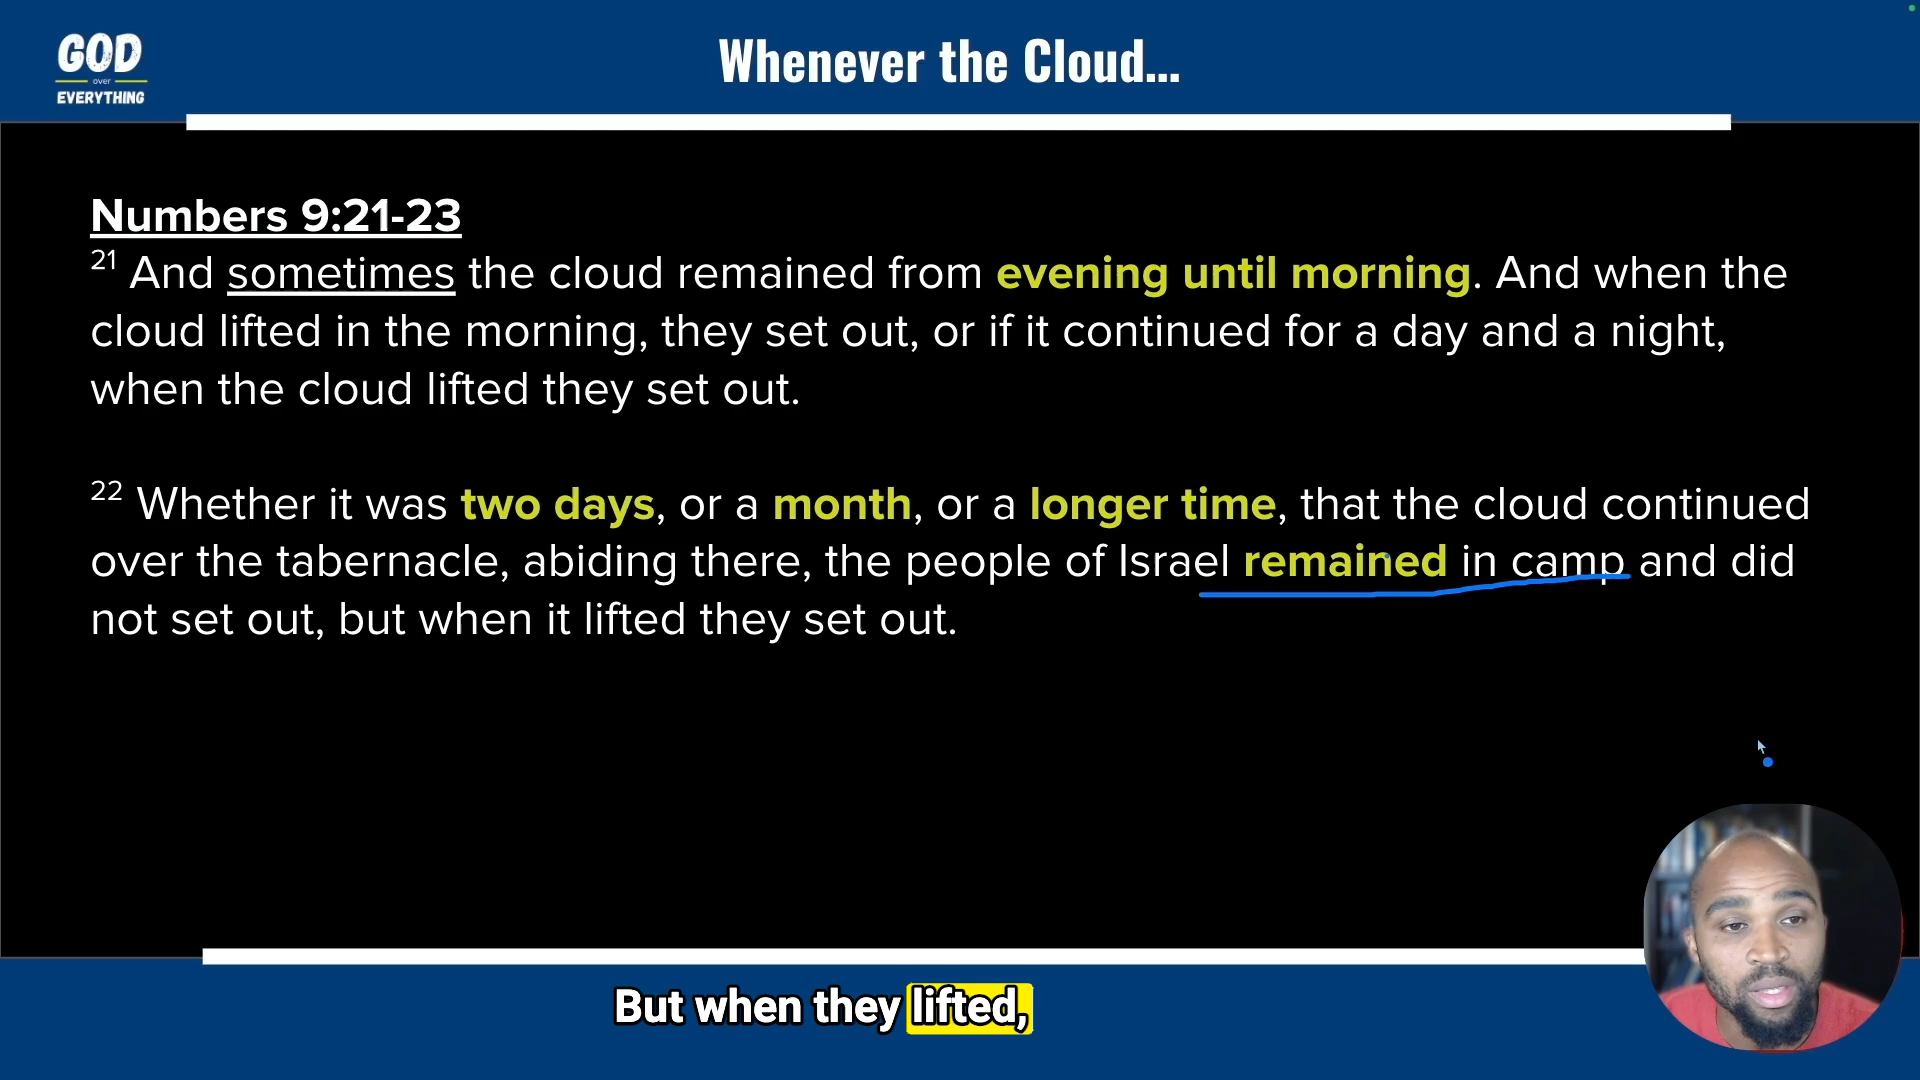 GOD
over
EVERYTHING
Whenever the Cloud...
Numbers 9:21-23
21 And sometimes the cloud remained from evening until morning. And when the
cloud lifted in the morning, they set out, or if it continued for a day and a night,
when the cloud lifted they set out.
22 Whether it was two days, or a month, or a longer time, that the cloud continued
over the tabernacle, abiding there, the people of Israel remained in camp and did
not set out, but when it lifted they set out.
But when they lifted,